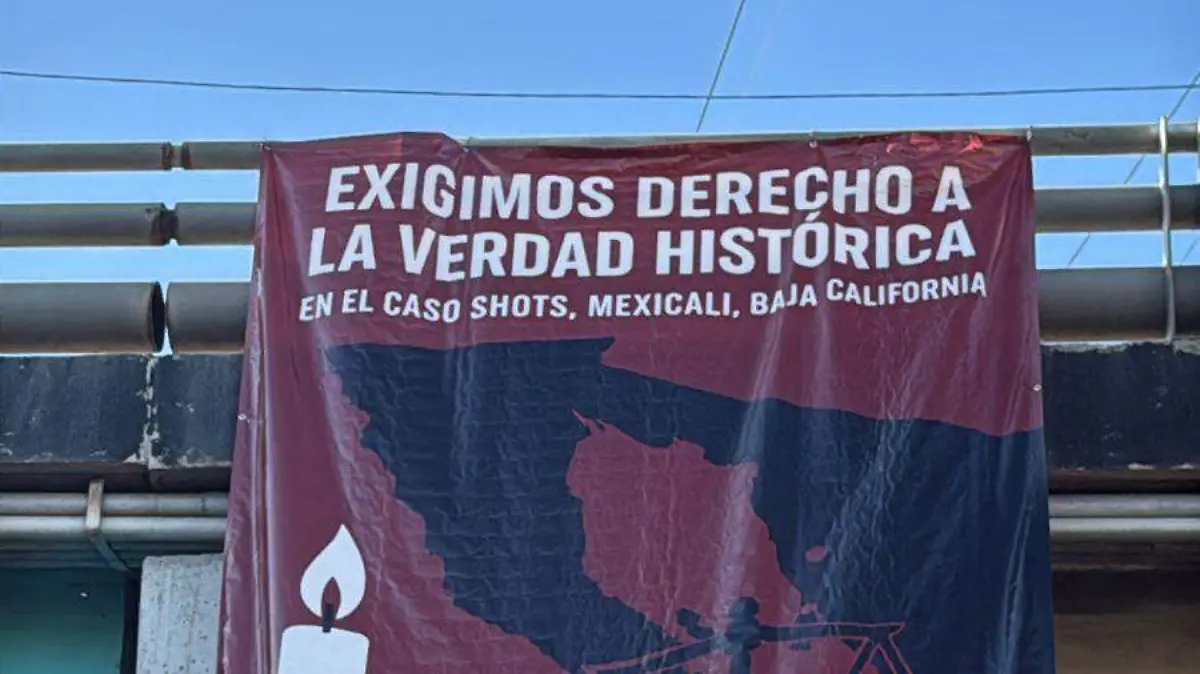 EXIGIMOS DERECHO A
LA VERDAD HISTÓRICA
EN EL CASO SHOTS, MEXICALI, BAJA CALIFORNIA